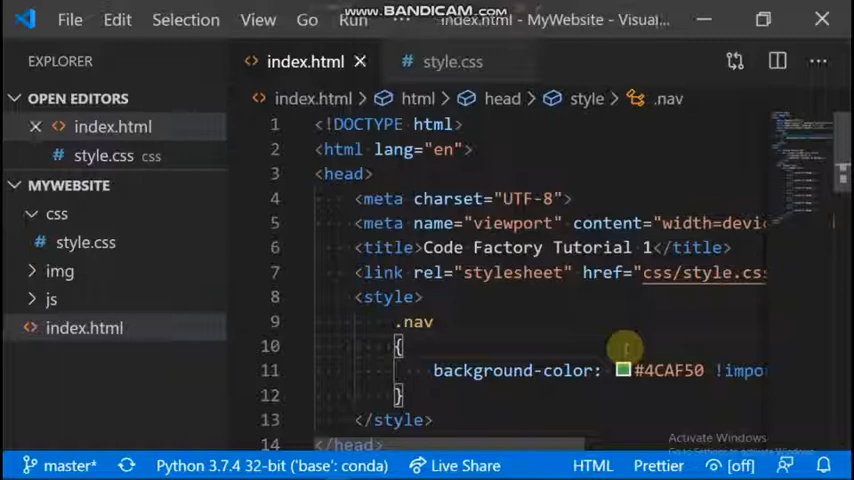 www.BANDICAM.com
File Edit Selection View Go Run ... index.html - MyWebsite - Visual...
EXPLORER
index.html
# style.css
OPEN EDITORS
index.html > html > head > style > .nav
index.html
1 <!DOCTYPE html>
# style.css css
2 <html lang="en">
MYWEBSITE
3 <head>
css
4 <meta charset="UTF-8">
# style.css
5 <meta name="viewport" content="width=devic
img
6 <title>Code Factory Tutorial 1</title>
js
7 <link rel="stylesheet" href="css/style.css
index.html
8 <style>
9 .nav
10 {
11 background-color: #4CAF50 !impo
12 }
13 </style>
14 </head>
Activate Windows
master* Python 3.7.4 32-bit ('base': conda) Live Share HTML Prettier [off]